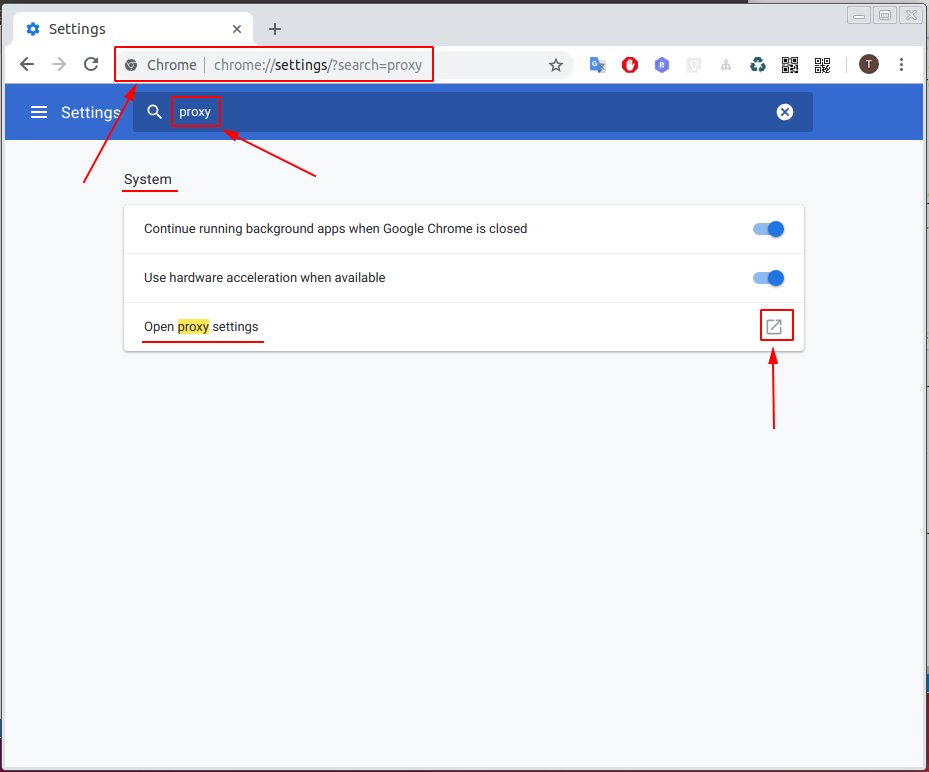 Settings
Chrome | chrome://settings/?search=proxy
T
Settings
proxy
System
Continue running background apps when Google Chrome is closed
Use hardware acceleration when available
Open proxy settings